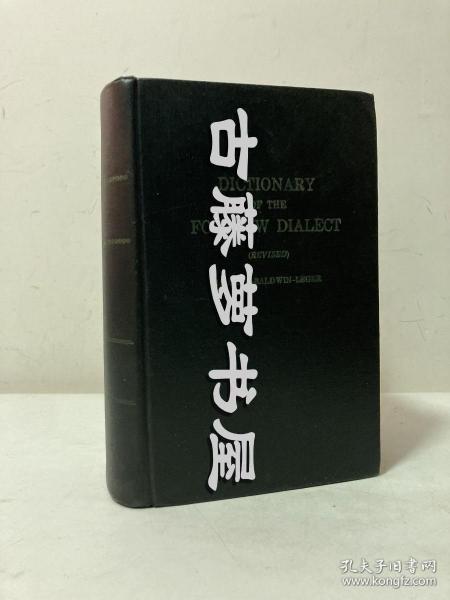 DICTIONARY
OF THE
DIALECT
(REVISED)
BALDWIN-LEGER
古藤萝书屋
孔夫子旧书网
www.kongfz.com